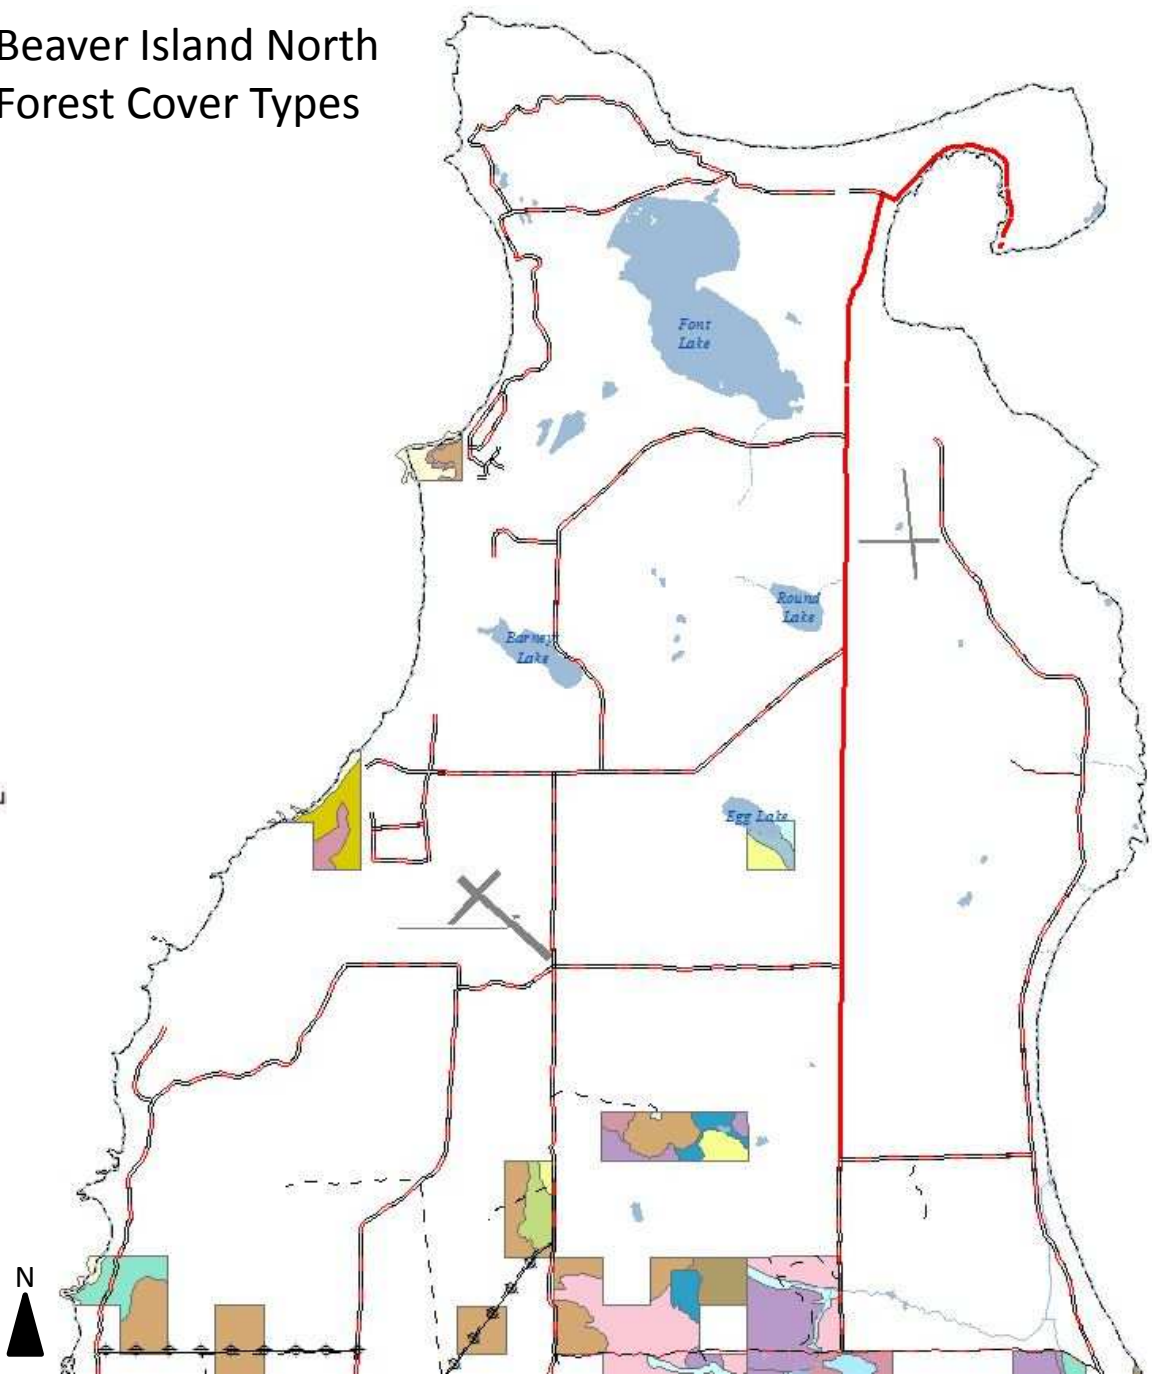 Beaver Island North
Forest Cover Types
Font
Lake
Round
Lake
Barney
Lake
Egg Lake
N